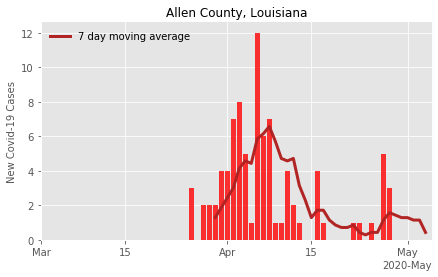 Allen County, Louisiana
7 day moving average
New Covid-19 Cases
12
10
8
6
4
2
0
Mar 15 Apr 15 May
2020-May